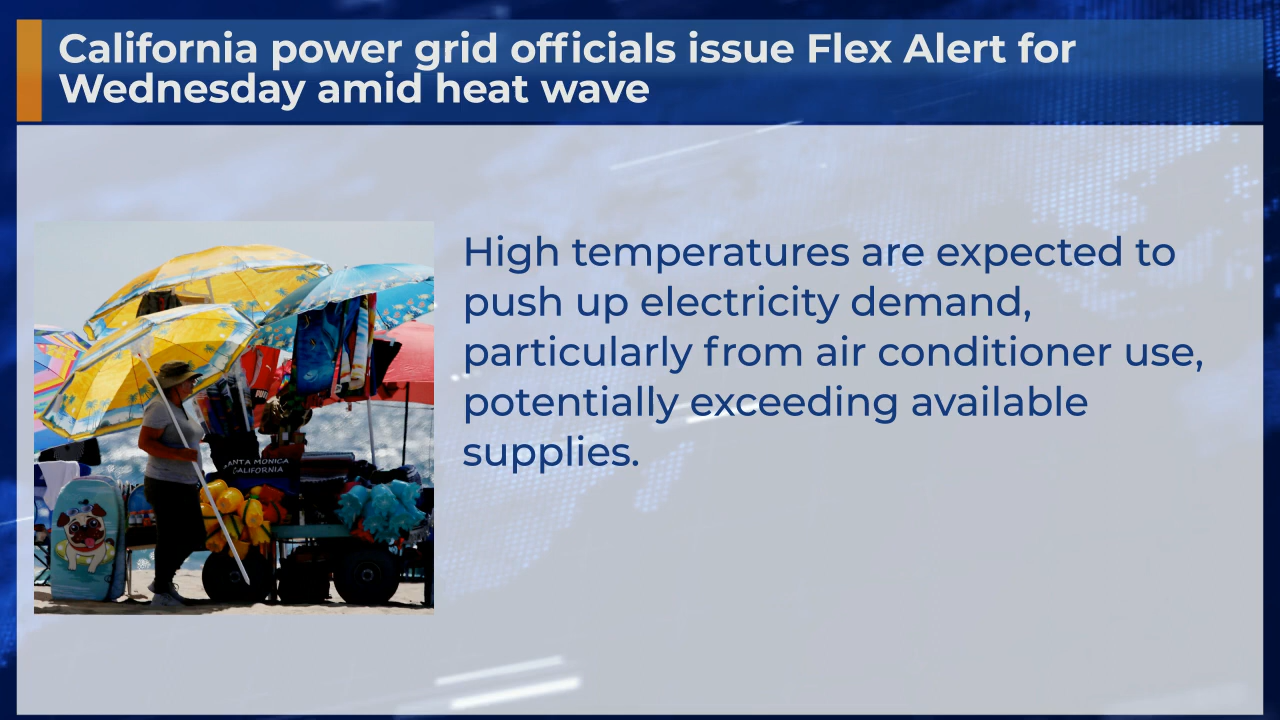 California power grid officials issue Flex Alert for
Wednesday amid heat wave
High temperatures are expected to
push up electricity demand,
particularly from air conditioner use,
potentially exceeding available
supplies.
SANTA MONICA
CALIFORNIA